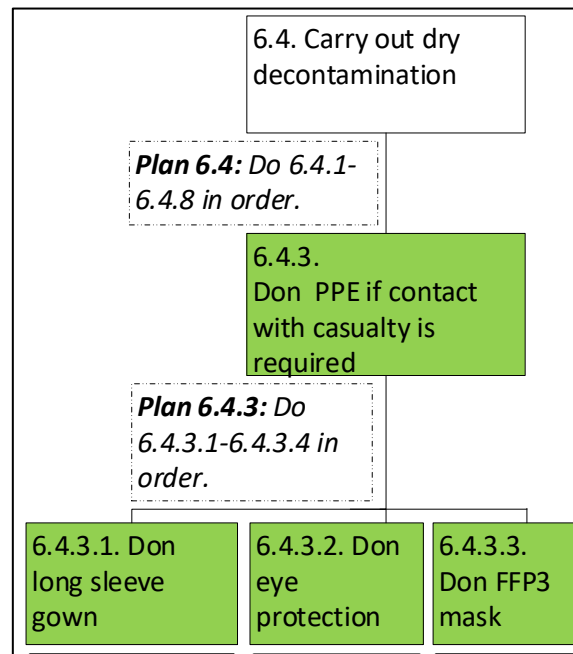 6.4. Carry out dry
decontamination
Plan 6.4: Do 6.4.1-
6.4.8 in order.
6.4.3.
Don  PPE if contact
with casualty is
required
Plan 6.4.3: Do
6.4.3.1-6.4.3.4 in
order.
6.4.3.1. Don
long sleeve
gown
6.4.3.2. Don
eye
protection
6.4.3.3.
Don FFP3
mask